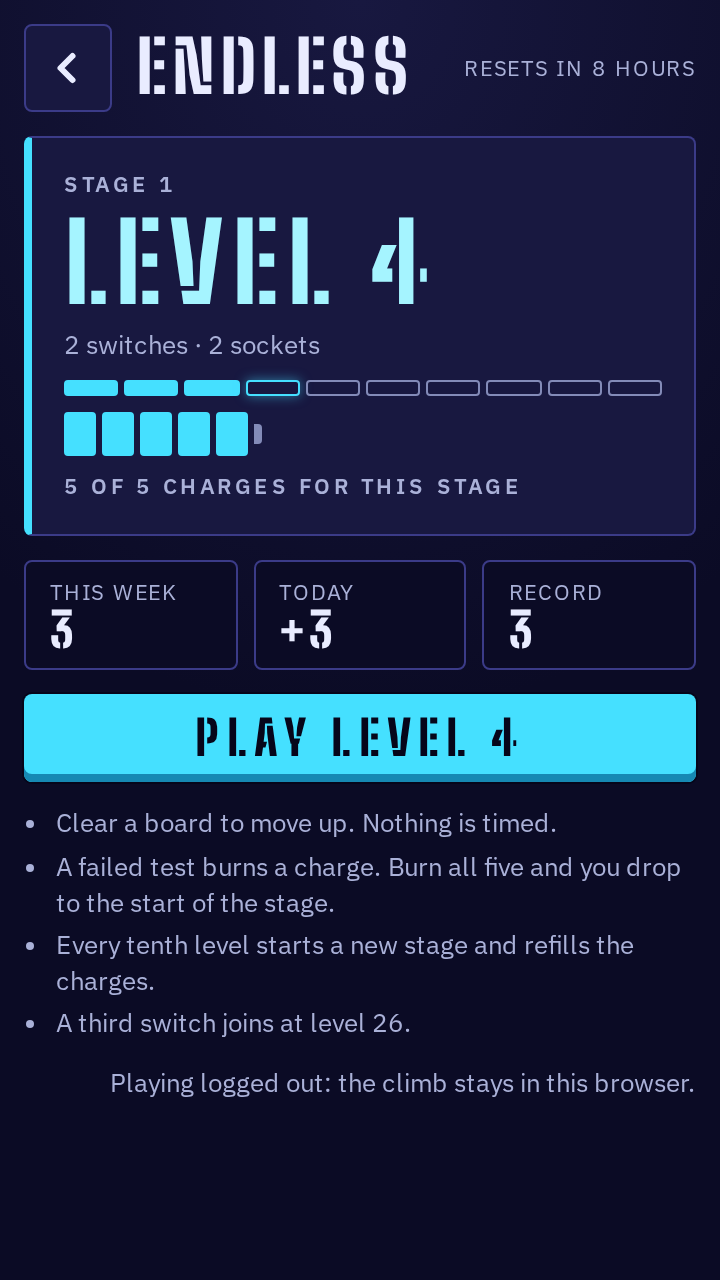 ENDLESS
RESETS IN 8 HOURS
STAGE 1
LEVEL 4
2 switches · 2 sockets
5 OF 5 CHARGES FOR THIS STAGE
THIS WEEK
3
TODAY
+3
RECORD
3
PLAY LEVEL 4
• Clear a board to move up. Nothing is timed.
• A failed test burns a charge. Burn all five and you drop
to the start of the stage.
• Every tenth level starts a new stage and refills the
charges.
• A third switch joins at level 26.
Playing logged out: the climb stays in this browser.